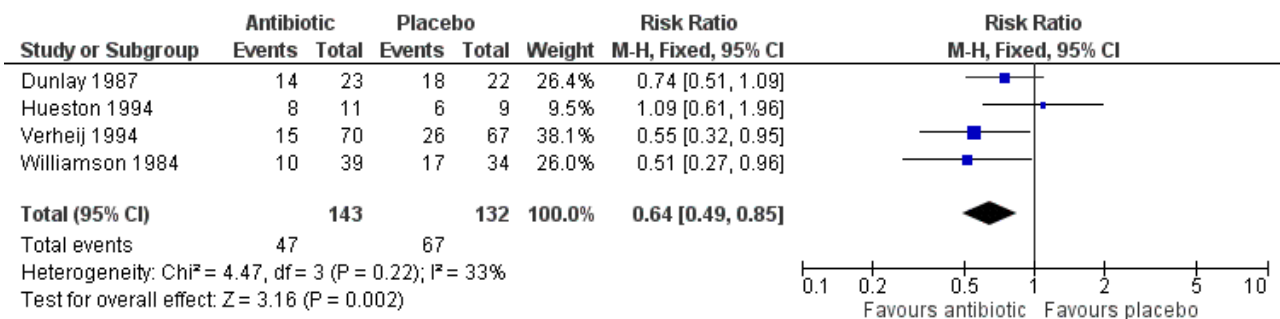 Antibiotic Placebo Risk Ratio Risk Ratio
Study or Subgroup Events Total Events Total Weight M-H, Fixed, 95% CI M-H, Fixed, 95% CI
Dunlay 1987 14 23 18 22 26.4% 0.74 [0.51, 1.09]
Hueston 1994 8 11 6 9 9.5% 1.09 [0.61, 1.96]
Verheij 1994 15 70 26 67 38.1% 0.55 [0.32, 0.95]
Williamson 1984 10 39 17 34 26.0% 0.51 [0.27, 0.96]
Total (95% CI) 143 132 100.0% 0.64 [0.49, 0.85]
Total events 47 67
Heterogeneity: Chi² = 4.47, df = 3 (P = 0.22); I² = 33%
Test for overall effect: Z = 3.16 (P = 0.002)
0.1 0.2 0.5 1 2 5 10
Favours antibiotic Favours placebo